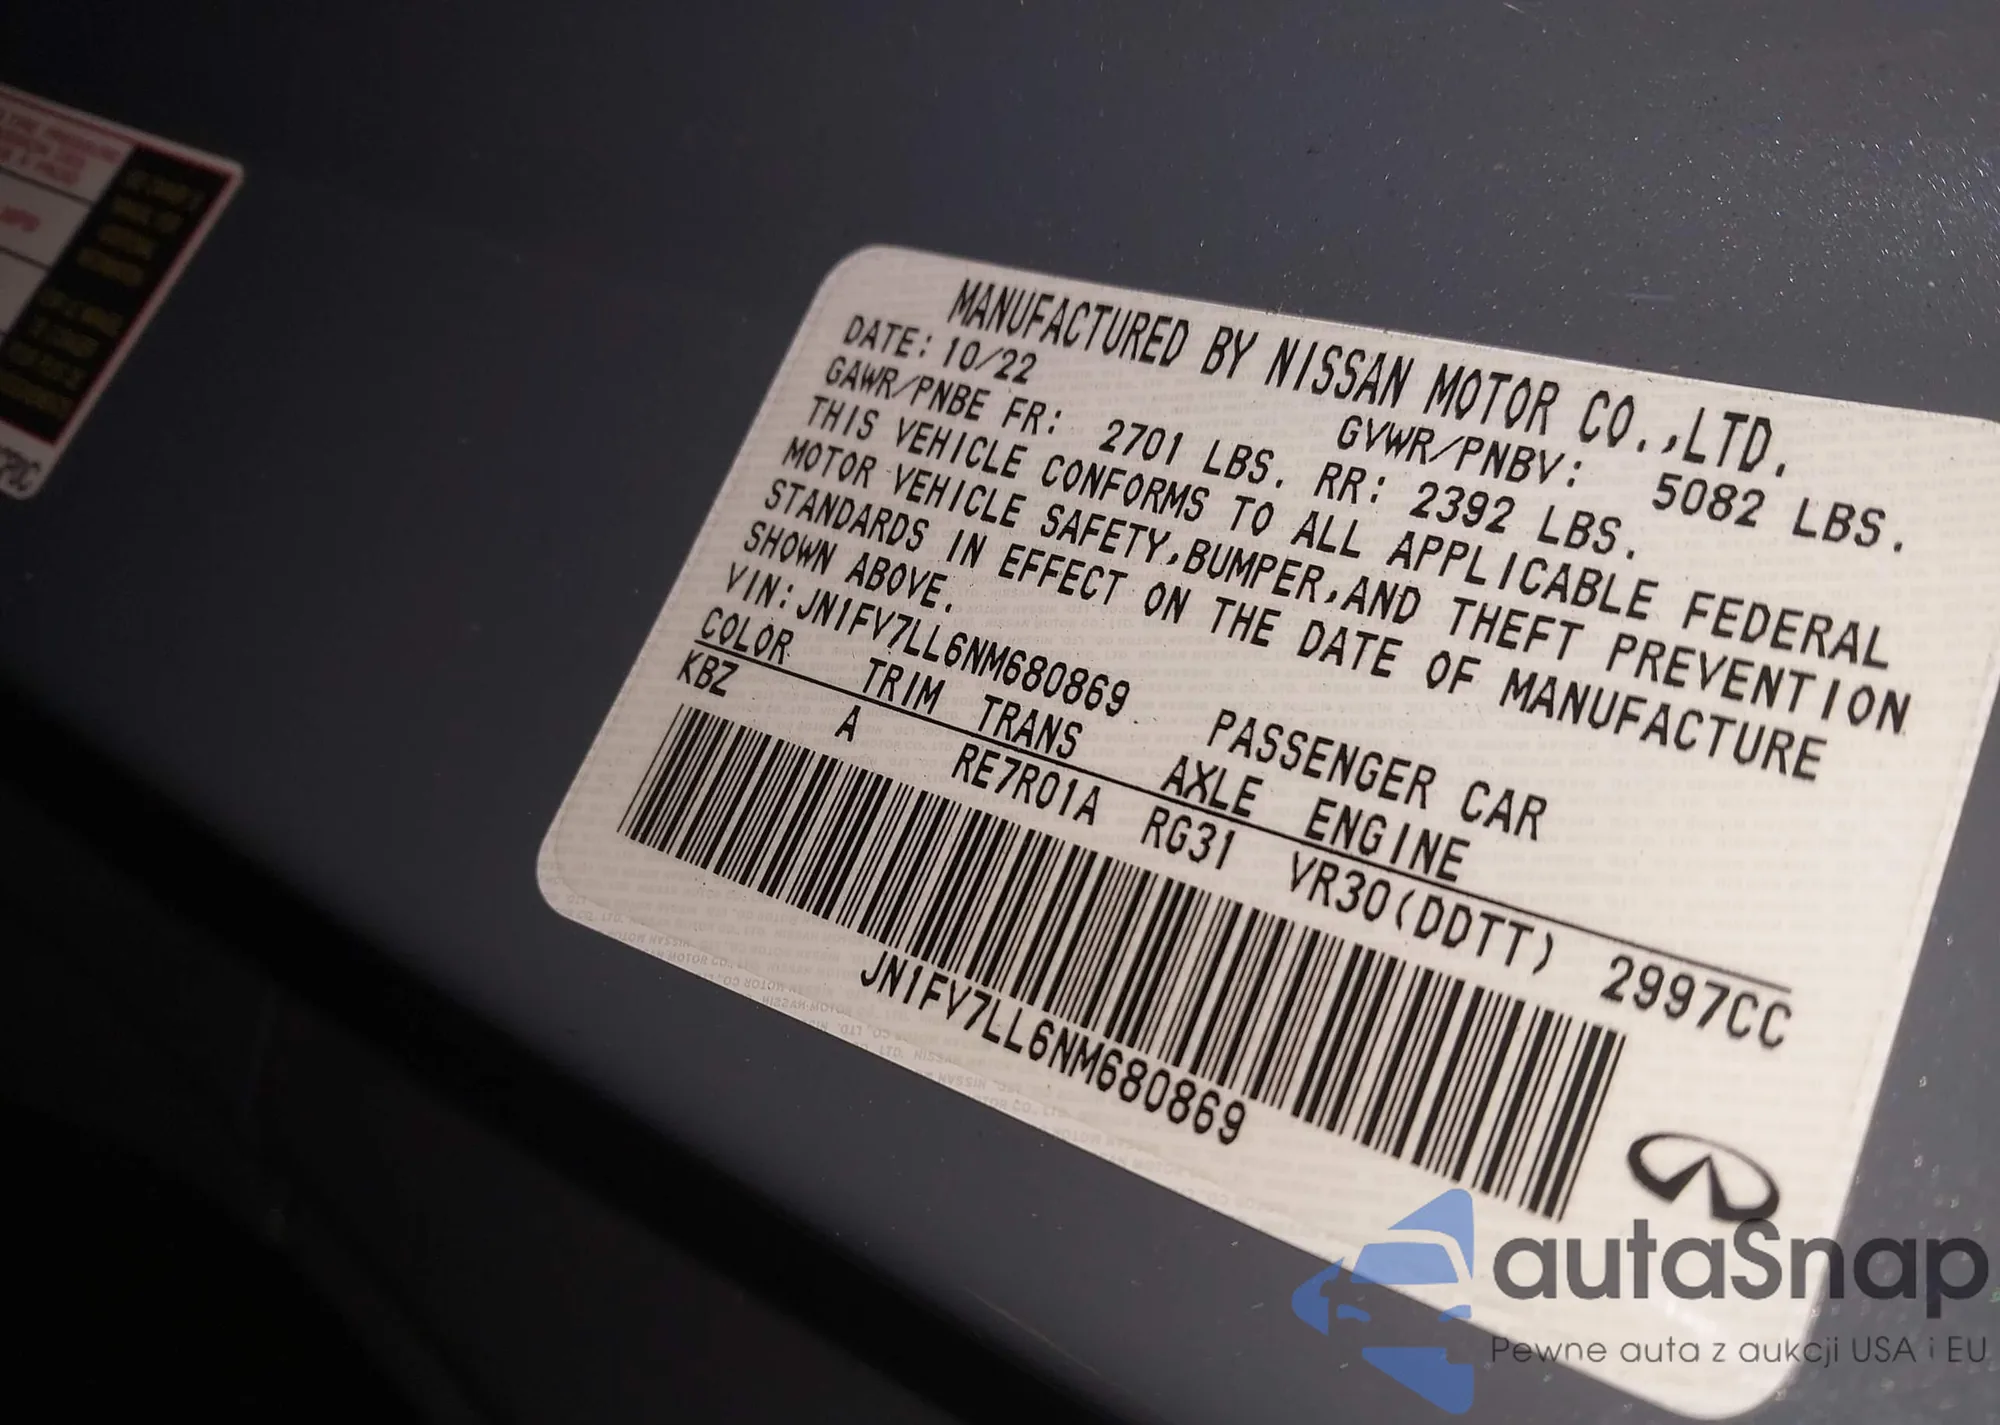 MANUFACTURED BY NISSAN MOTOR CO.,LTD.
DATE: 10/22 GVWR/PNBV: 5082 LBS.
GAWR/PNBE FR: 2701 LBS. RR: 2392 LBS.
THIS VEHICLE CONFORMS TO ALL APPLICABLE FEDERAL
MOTOR VEHICLE SAFETY,BUMPER,AND THEFT PREVENTION
STANDARDS IN EFFECT ON THE DATE OF MANUFACTURE
SHOWN ABOVE.
VIN:JN1FV7LL6NM680869 PASSENGER CAR
COLOR TRIM TRANS AXLE ENGINE
KBZ A RE7R01A RG31 VR30(DDTT) 2997CC
JN1FV7LL6NM680869
autaSnap
Pewne auta z aukcji USA i EU